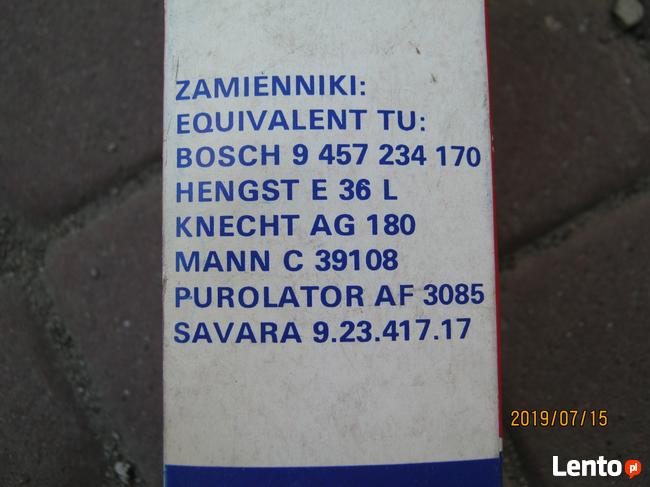 ZAMIENNIKI:
EQUIVALENT TU:
BOSCH 9 457 234 170
HENGST E 36 L
KNECHT AG 180
MANN C 39108
PUROLATOR AF 3085
SAVARA 9.23.417.17
2019/07/15
Lento.pl